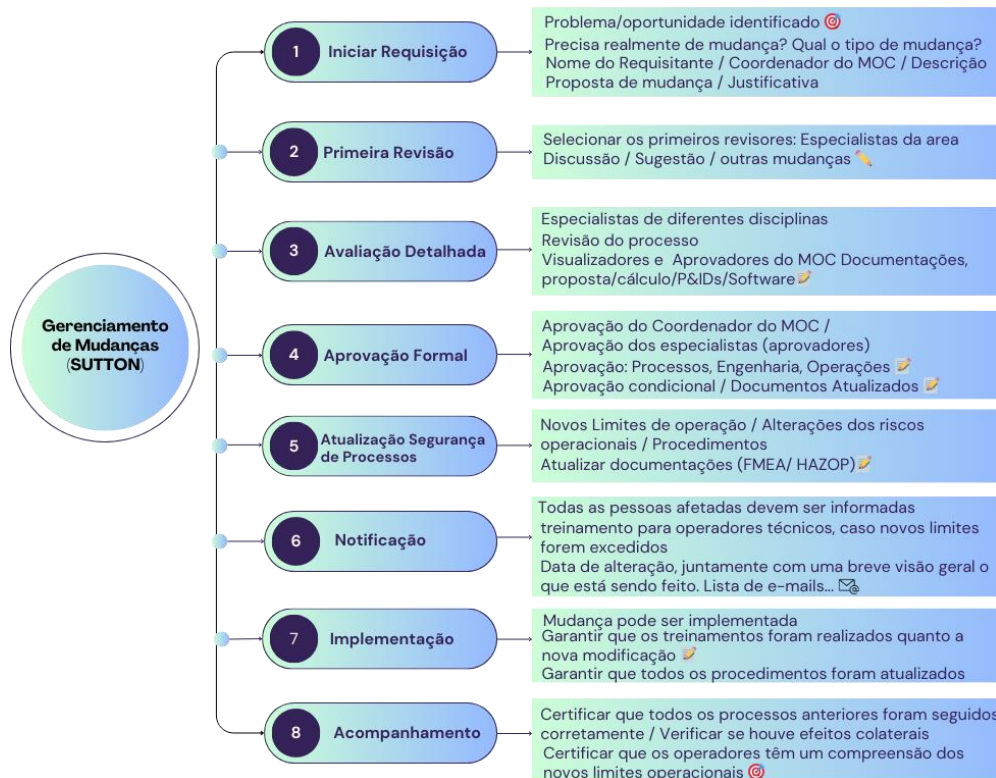 Gerenciamento
de Mudanças
(SUTTON)
1
Iniciar Requisição
Problema/oportunidade identificado 🎯
Precisa realmente de mudança? Qual o tipo de mudança?
Nome do Requisitante / Coordenador do MOC / Descrição
Proposta de mudança / Justificativa
2
Primeira Revisão
Selecionar os primeiros revisores: Especialistas da area
Discussão / Sugestão / outras mudanças ✏️
3
Avaliação Detalhada
Especialistas de diferentes disciplinas
Revisão do processo
Visualizadores e Aprovadores do MOC Documentações,
proposta/cálculo/P&IDs/Software📝
4
Aprovação Formal
Aprovação do Coordenador do MOC /
Aprovação dos especialistas (aprovadores)
Aprovação: Processos, Engenharia, Operações 📝
Aprovação condicional / Documentos Atualizados 📝
5
Atualização Segurança
de Processos
Novos Limites de operação / Alterações dos riscos
operacionais / Procedimentos
Atualizar documentações (FMEA/ HAZOP)📝
6
Notificação
Todas as pessoas afetadas devem ser informadas
treinamento para operadores técnicos, caso novos limites
forem excedidos
Data de alteração, juntamente com uma breve visão geral o
que está sendo feito. Lista de e-mails...
7
Implementação
Mudança pode ser implementada
Garantir que os treinamentos foram realizados quanto a
nova modificação 📝
Garantir que todos os procedimentos foram atualizados
8
Acompanhamento
Certificar que todos os processos anteriores foram seguidos
corretamente / Verificar se houve efeitos colaterais
Certificar que os operadores têm um compreensão dos
novos limites operacionais 🎯